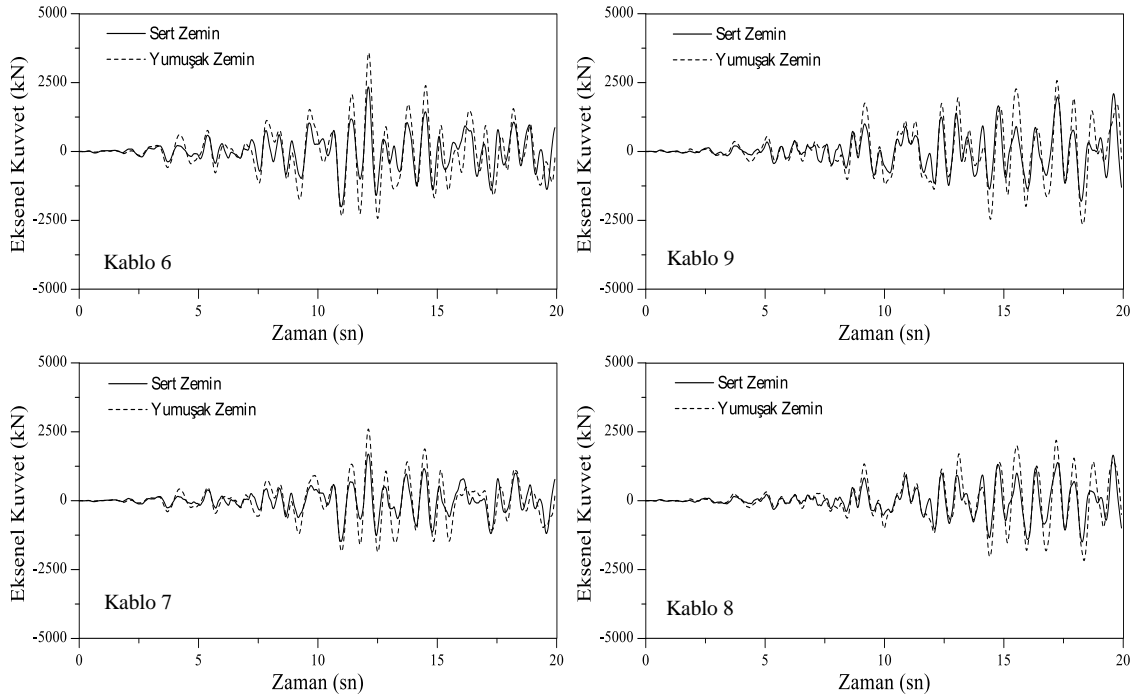 5000
2500
0
-2500
-5000
Eksenel Kuvvet (kN)
Sert Zemin
Yumuşak Zemin
Kablo 6
0
5
10
15
20
Zaman (sn)
5000
2500
0
-2500
-5000
Eksenel Kuvvet (kN)
Sert Zemin
Yumuşak Zemin
Kablo 9
0
5
10
15
20
Zaman (sn)
5000
2500
0
-2500
-5000
Eksenel Kuvvet (kN)
Sert Zemin
Yumuşak Zemin
Kablo 7
0
5
10
15
20
Zaman (sn)
5000
2500
0
-2500
-5000
Eksenel Kuvvet (kN)
Sert Zemin
Yumuşak Zemin
Kablo 8
0
5
10
15
20
Zaman (sn)